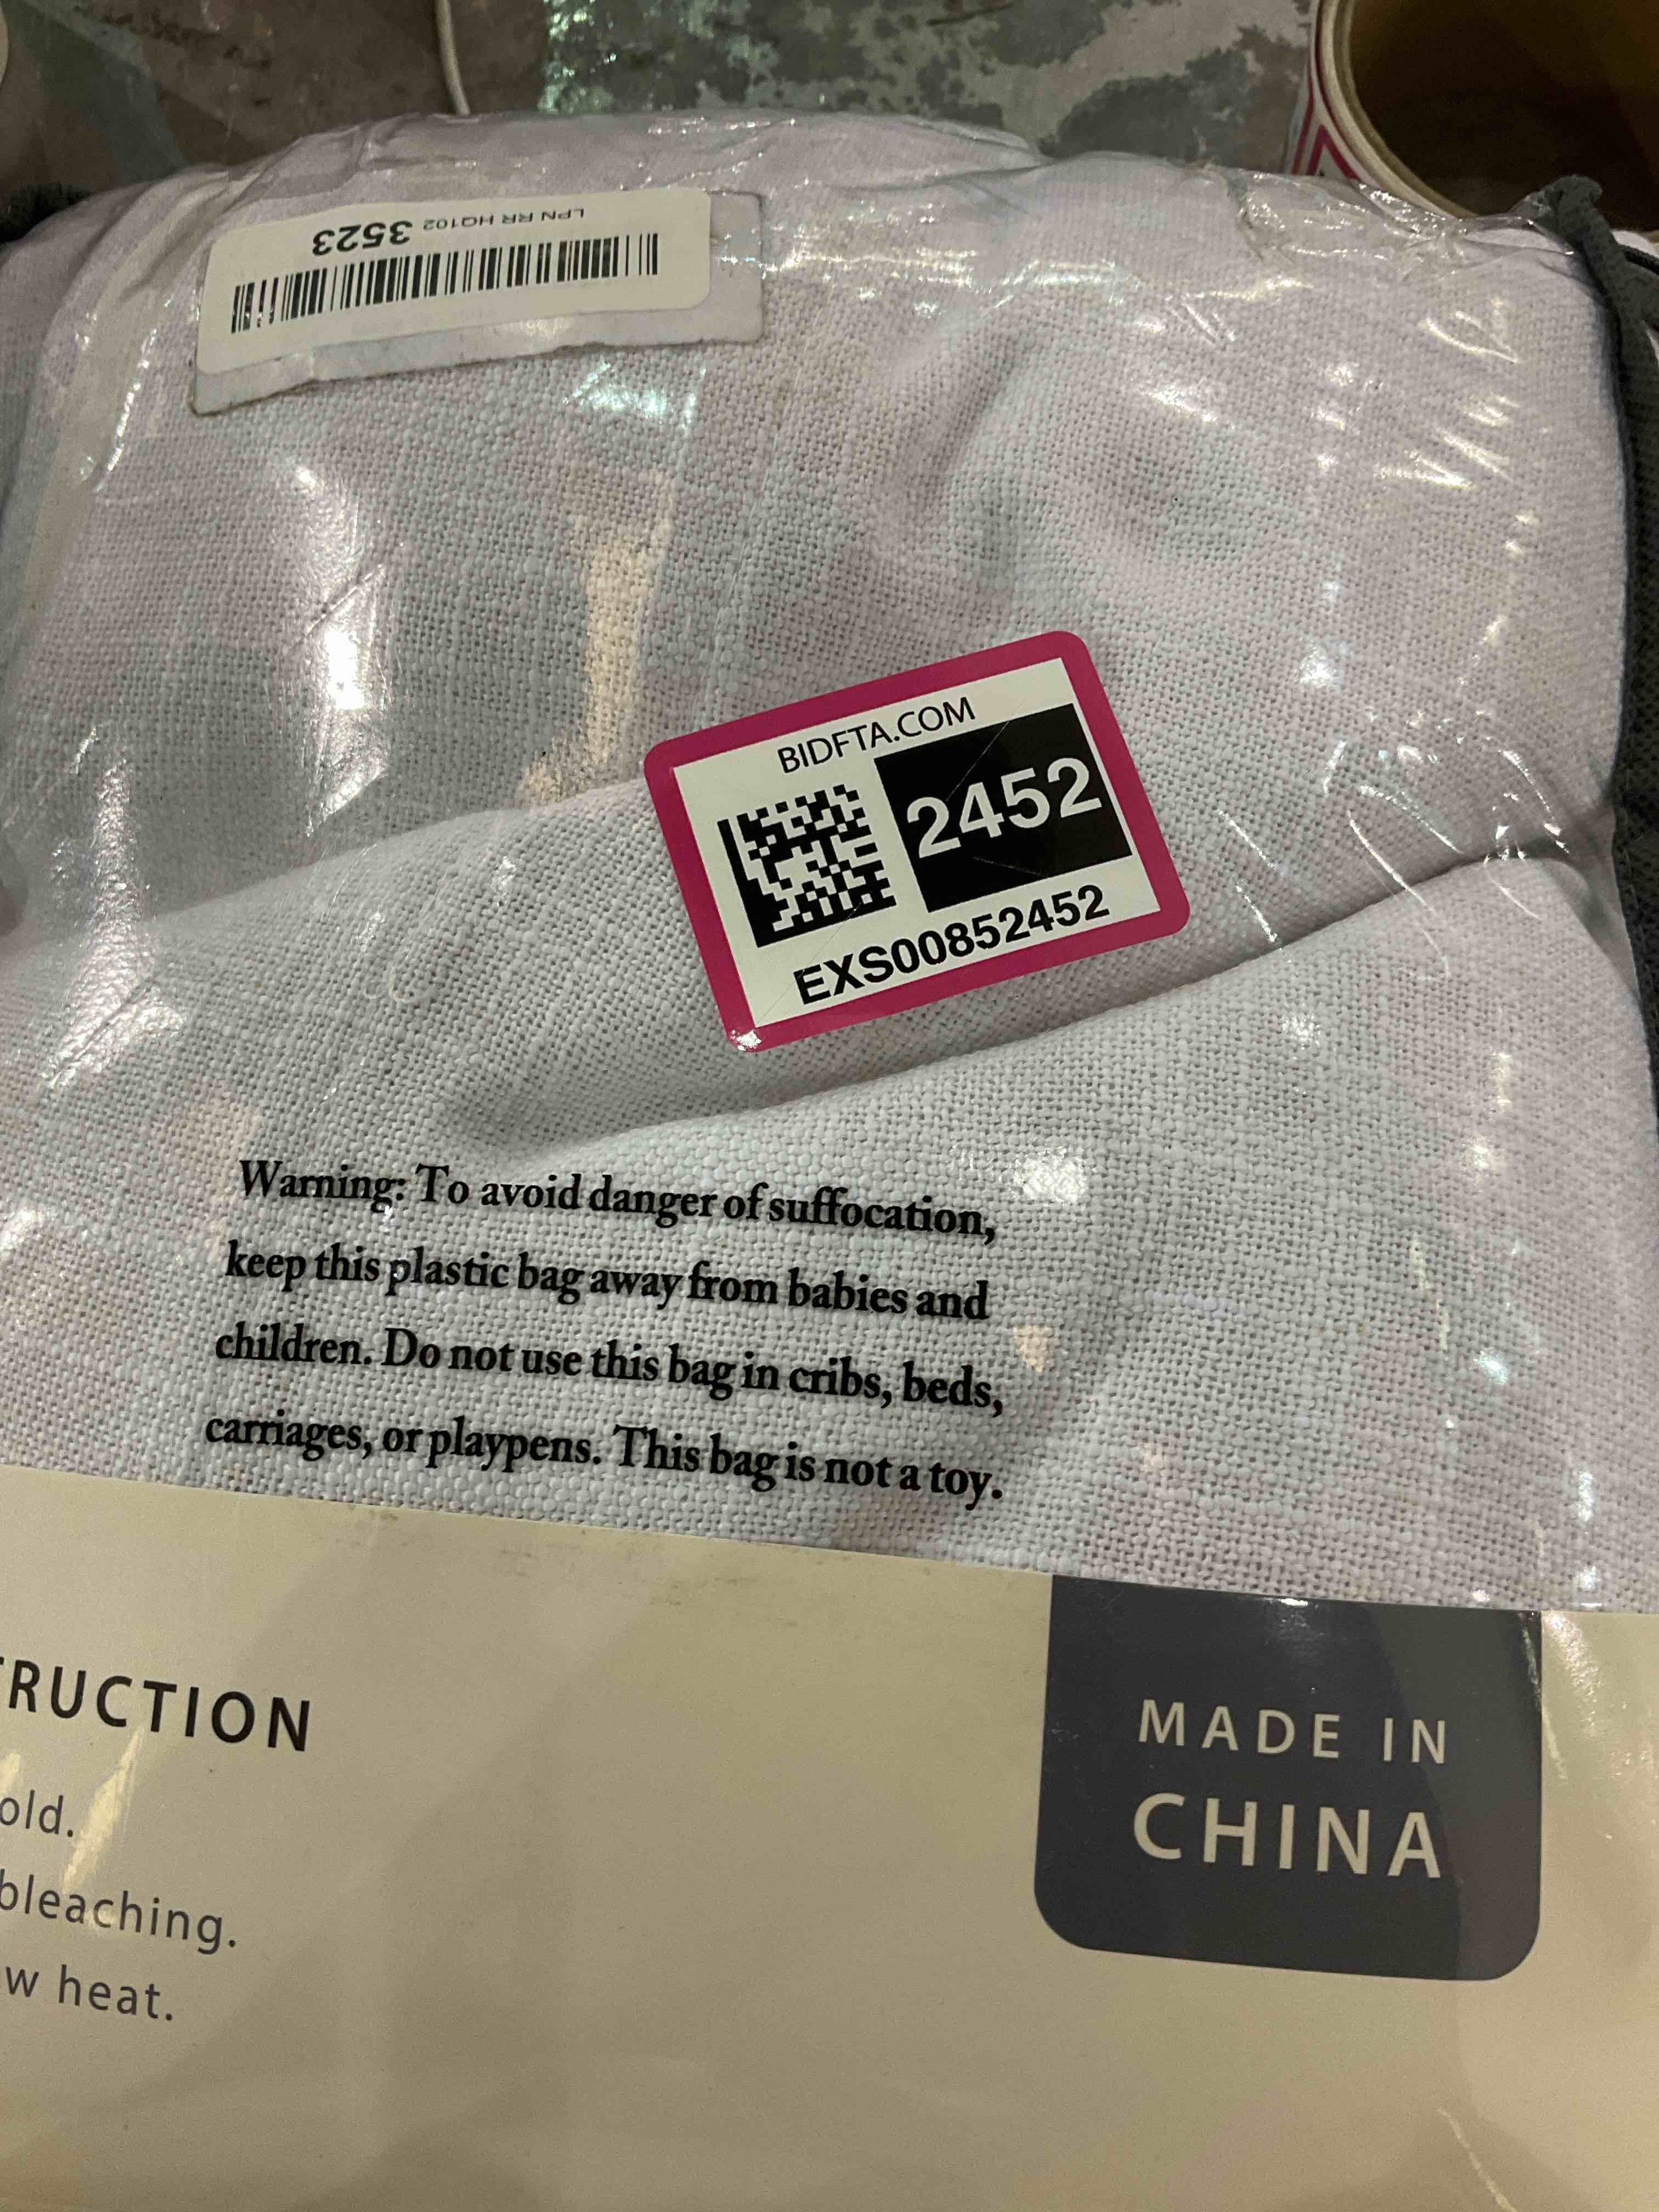 LPN RR HQ102 3523
BIDFTA.COM
2452
EXS00852452
Warning: To avoid danger of suffocation,
keep this plastic bag away from babies and
children. Do not use this bag in cribs, beds,
carriages, or playpens. This bag is not a toy.
TRUCTION
old.
bleaching.
w heat.
MADE IN
CHINA